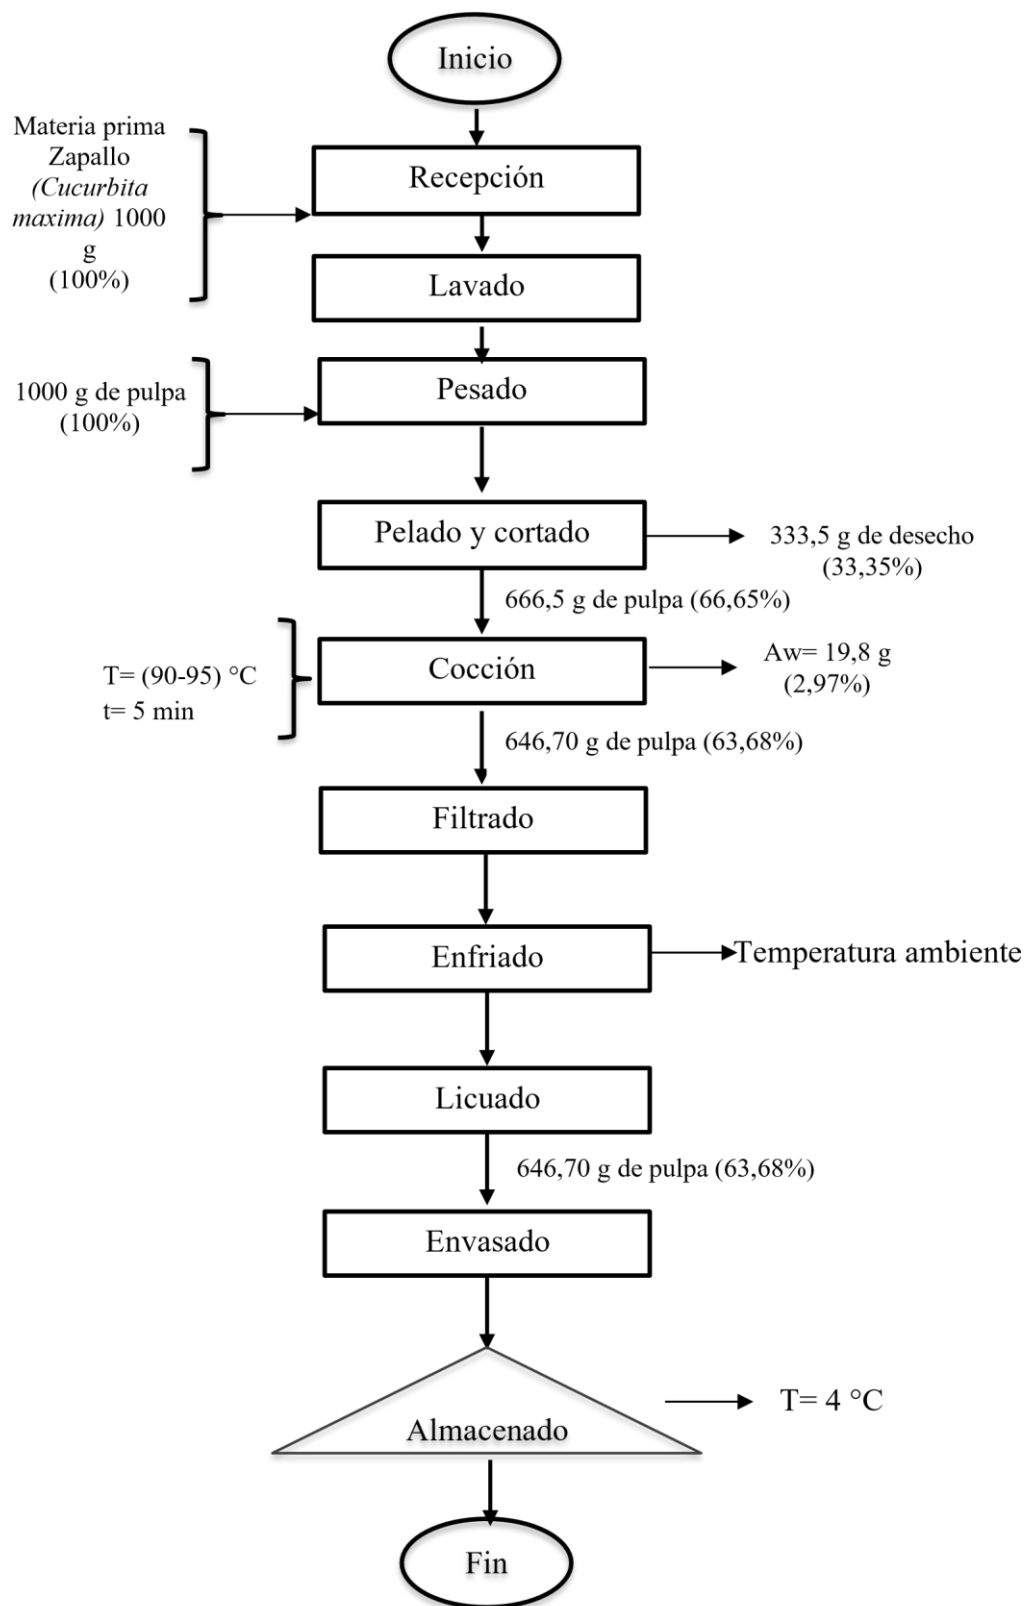 Inicio
Materia prima
Zapallo
(Cucurbita
maxima) 1000
g
(100%)
Recepción
Lavado
1000 g de pulpa
(100%)
Pesado
Pelado y cortado
333,5 g de desecho
(33,35%)
666,5 g de pulpa (66,65%)
T= (90-95) °C
t= 5 min
Cocción
Aw= 19,8 g
(2,97%)
646,70 g de pulpa (63,68%)
Filtrado
Enfriado
Temperatura ambiente
Licuado
646,70 g de pulpa (63,68%)
Envasado
Almacenado
T= 4 °C
Fin